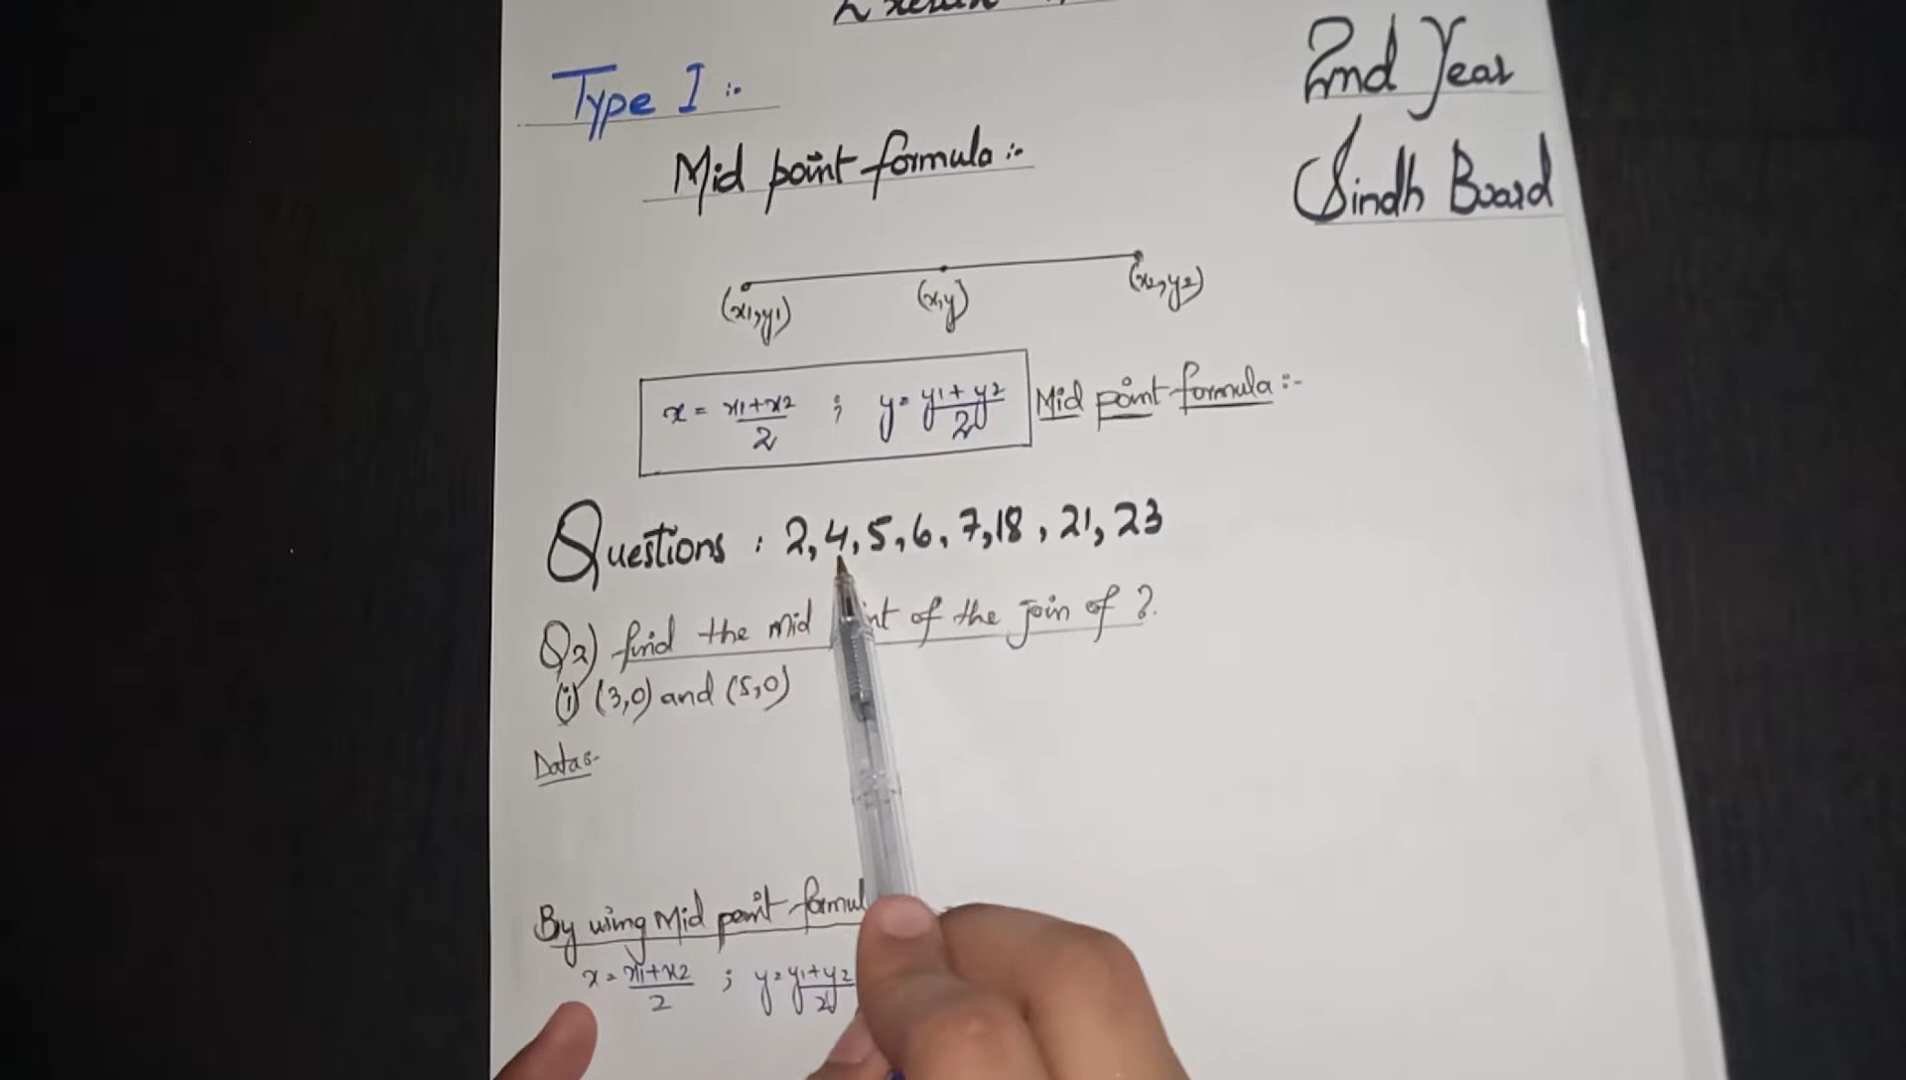 2nd Year
Sindh Board
Type I :-
Mid point formula :-
(x1,y1) (x,y) (x2,y2)
x = x1+x2/2 ; y = y1+y2/2 Mid point formula :-
Questions : 2, 4, 5, 6, 7, 18, 21, 23
Q2) find the mid of the join of ?
(i) (3,0) and (5,0)
Data:-
By using Mid point
x = x1+x2/2 ; y = y1+y2/2